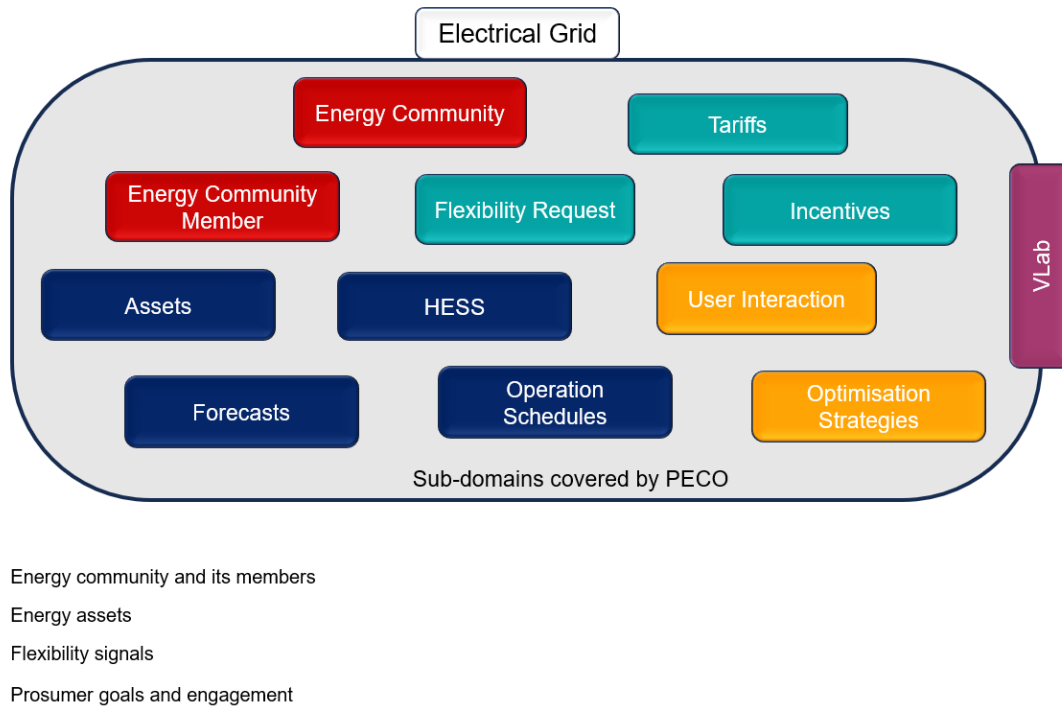 Electrical Grid
Energy Community
Tariffs
Energy Community
Member
Flexibility Request
Incentives
VLab
Assets
HESS
User Interaction
Forecasts
Operation
Schedules
Optimisation
Strategies
Sub-domains covered by PECO
Energy community and its members
Energy assets
Flexibility signals
Prosumer goals and engagement